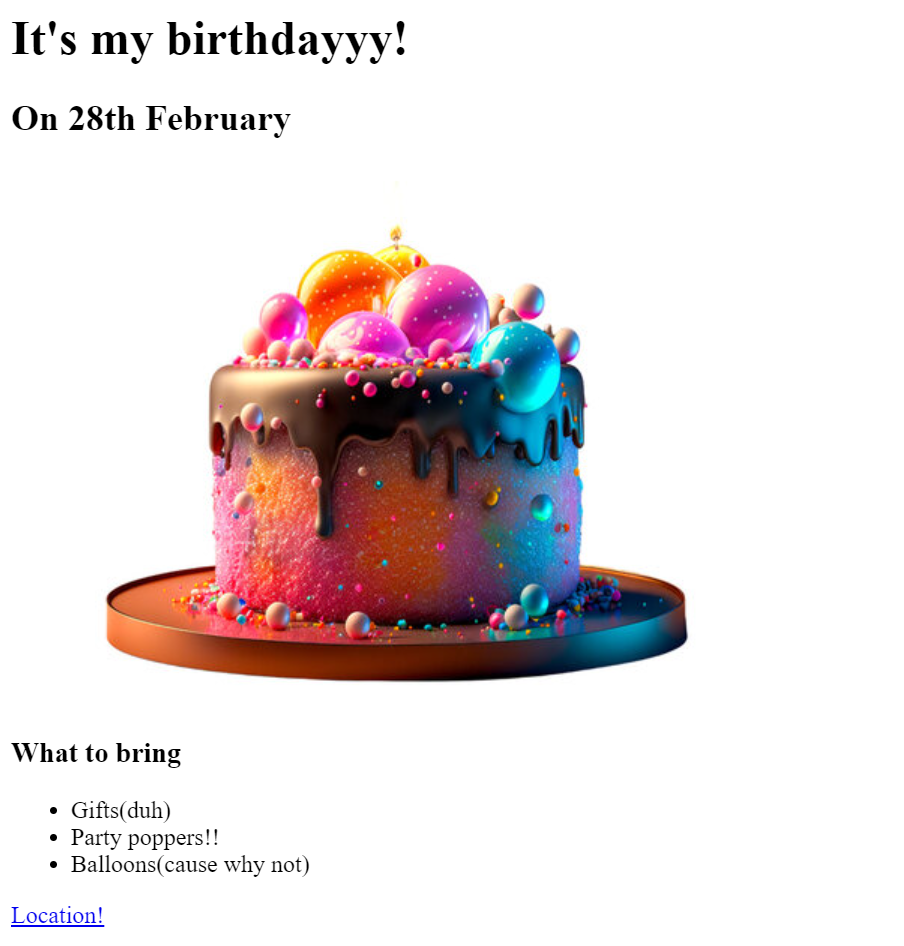 It's my birthdayyy!
On 28th February
What to bring
Gifts(duh)
Party poppers!!
Balloons(cause why not)
Location!